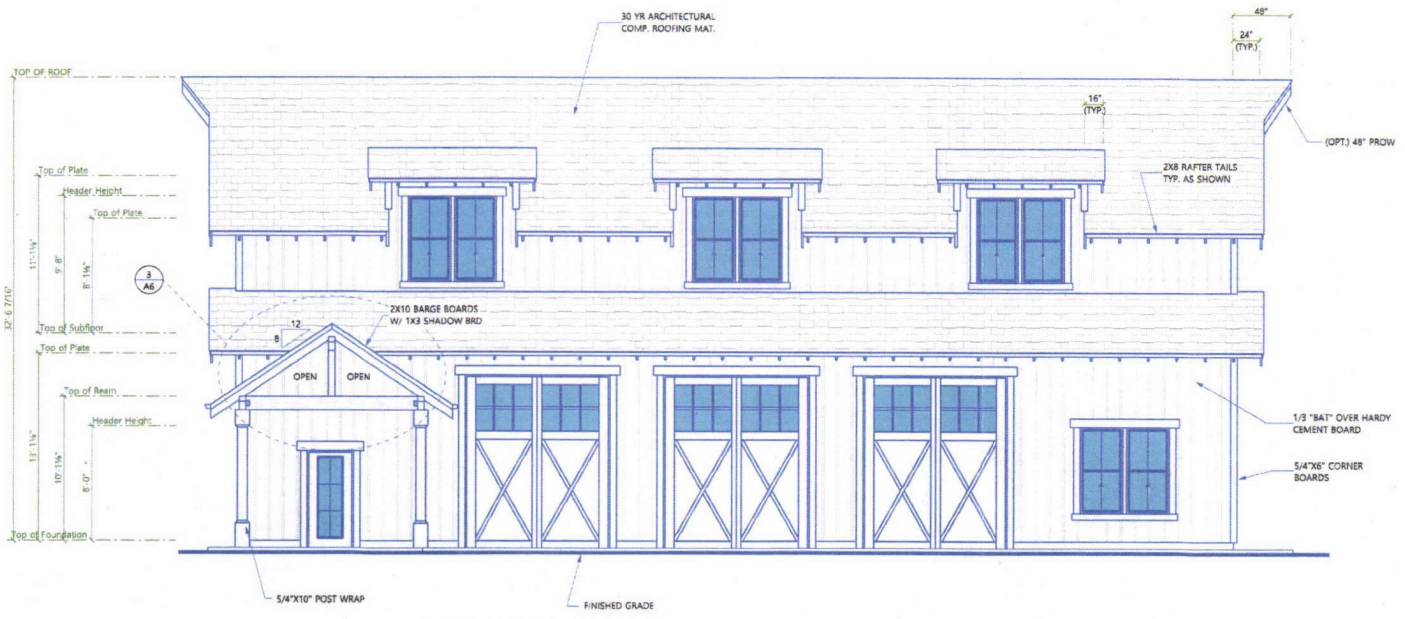 30 YR ARCHITECTURAL
COMP. ROOFING MAT.
48"
24"
(TYP.)
TOP OF ROOF
16"
(TYP.)
(OPT.) 48" PROW
2X8 RAFTER TAILS
TYP. AS SHOWN
Top of Plate
Header Height
Top of Plate
11'-1⅛"
9'-8"
8'-1⅛"
32'-6 7/16"
3
A6
2X10 BARGE BOARDS
W/ 1X3 SHADOW BRD
12
8
Top of Subfloor
Top of Plate
OPEN
OPEN
Top of Beam
Header Height
13'-1⅛"
10'-1⅛"
8'-0"
1/3 "BAT" OVER HARDY
CEMENT BOARD
5/4"X6" CORNER
BOARDS
Top of Foundation
5/4"X10" POST WRAP
FINISHED GRADE